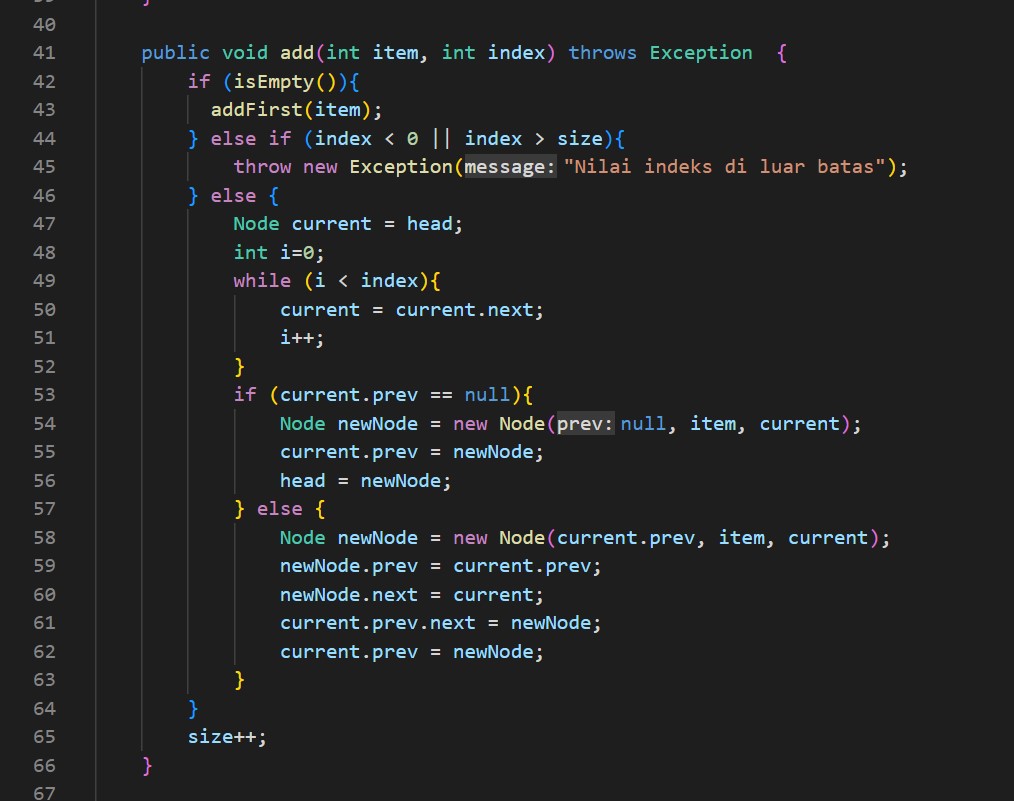 40
41 public void add(int item, int index) throws Exception  {
42 if (isEmpty()){
43 addFirst(item);
44 } else if (index < 0 || index > size){
45 throw new Exception(message: "Nilai indeks di luar batas");
46 } else {
47 Node current = head;
48 int i=0;
49 while (i < index){
50 current = current.next;
51 i++;
52 }
53 if (current.prev == null){
54 Node newNode = new Node(prev: null, item, current);
55 current.prev = newNode;
56 head = newNode;
57 } else {
58 Node newNode = new Node(current.prev, item, current);
59 newNode.prev = current.prev;
60 newNode.next = current;
61 current.prev.next = newNode;
62 current.prev = newNode;
63 }
64 }
65 size++;
66 }
67